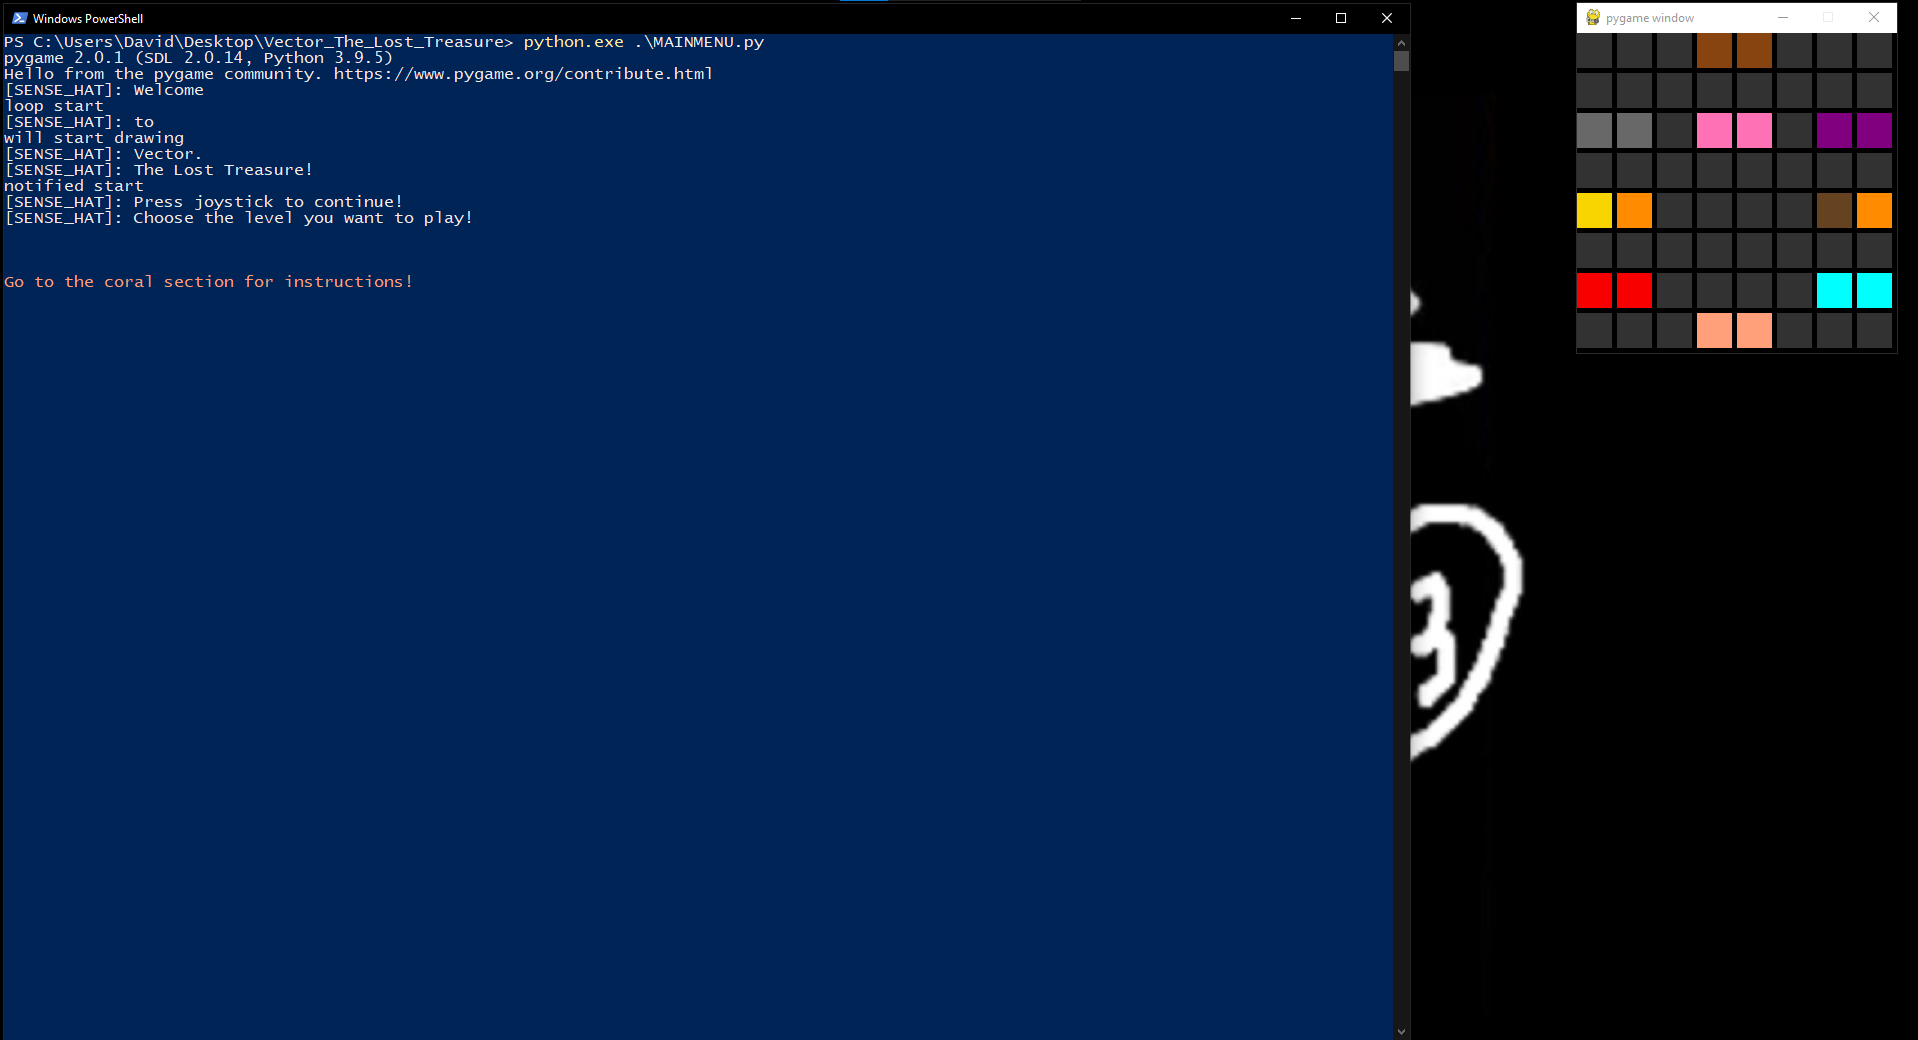 Windows PowerShell
PS C:\Users\David\Desktop\Vector_The_Lost_Treasure> python.exe .\MAINMENU.py
pygame 2.0.1 (SDL 2.0.14, Python 3.9.5)
Hello from the pygame community. https://www.pygame.org/contribute.html
[SENSE_HAT]: Welcome
loop start
[SENSE_HAT]: to
will start drawing
[SENSE_HAT]: Vector.
[SENSE_HAT]: The Lost Treasure!
notified start
[SENSE_HAT]: Press joystick to continue!
[SENSE_HAT]: Choose the level you want to play!
Go to the coral section for instructions!
pygame window